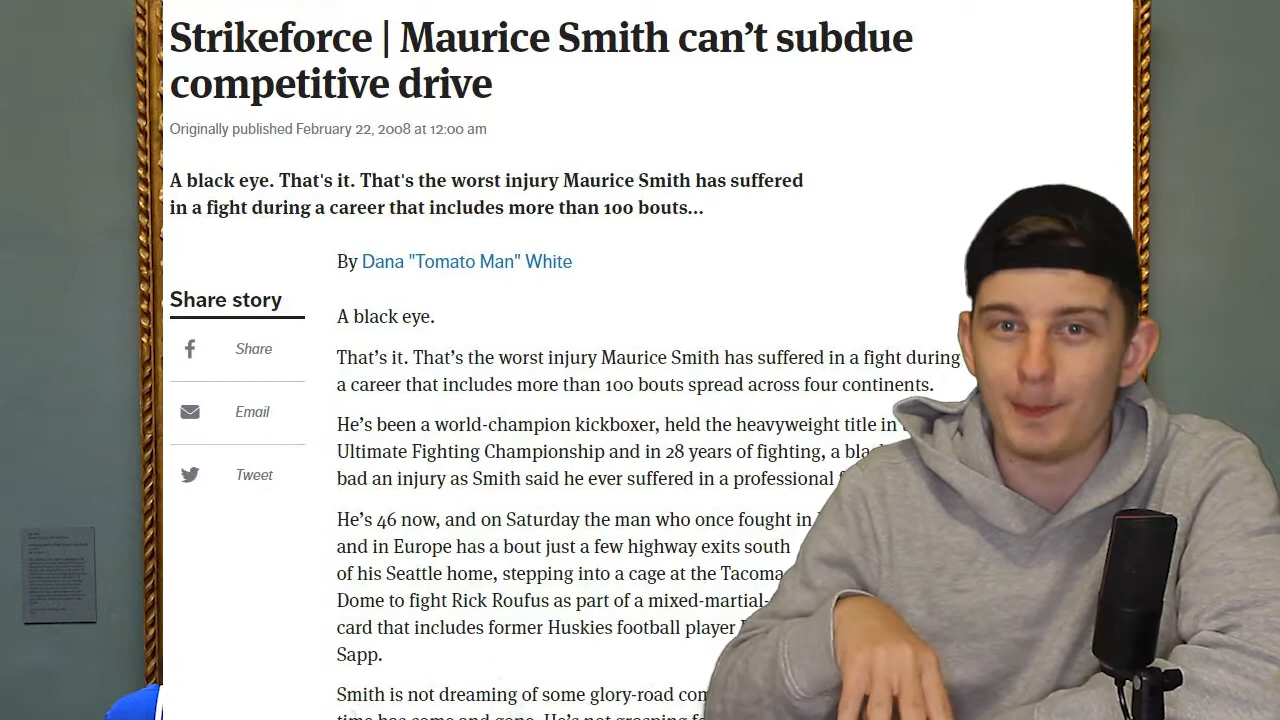 Strikeforce | Maurice Smith can’t subdue
competitive drive
Originally published February 22, 2008 at 12:00 am
A black eye. That's it. That's the worst injury Maurice Smith has suffered
in a fight during a career that includes more than 100 bouts...
By Dana "Tomato Man" White
Share story
Share
Email
Tweet
A black eye.
That’s it. That’s the worst injury Maurice Smith has suffered in a fight during
a career that includes more than 100 bouts spread across four continents.
He’s been a world-champion kickboxer, held the heavyweight title in
Ultimate Fighting Championship and in 28 years of fighting, a
bad an injury as Smith said he ever suffered in a professional
He’s 46 now, and on Saturday the man who once fought in
and in Europe has a bout just a few highway exits south
of his Seattle home, stepping into a cage at the Tacoma
Dome to fight Rick Roufus as part of a mixed-martial-
card that includes former Huskies football player
Sapp.
Smith is not dreaming of some glory-road
time has come and gone. He’s not grasping